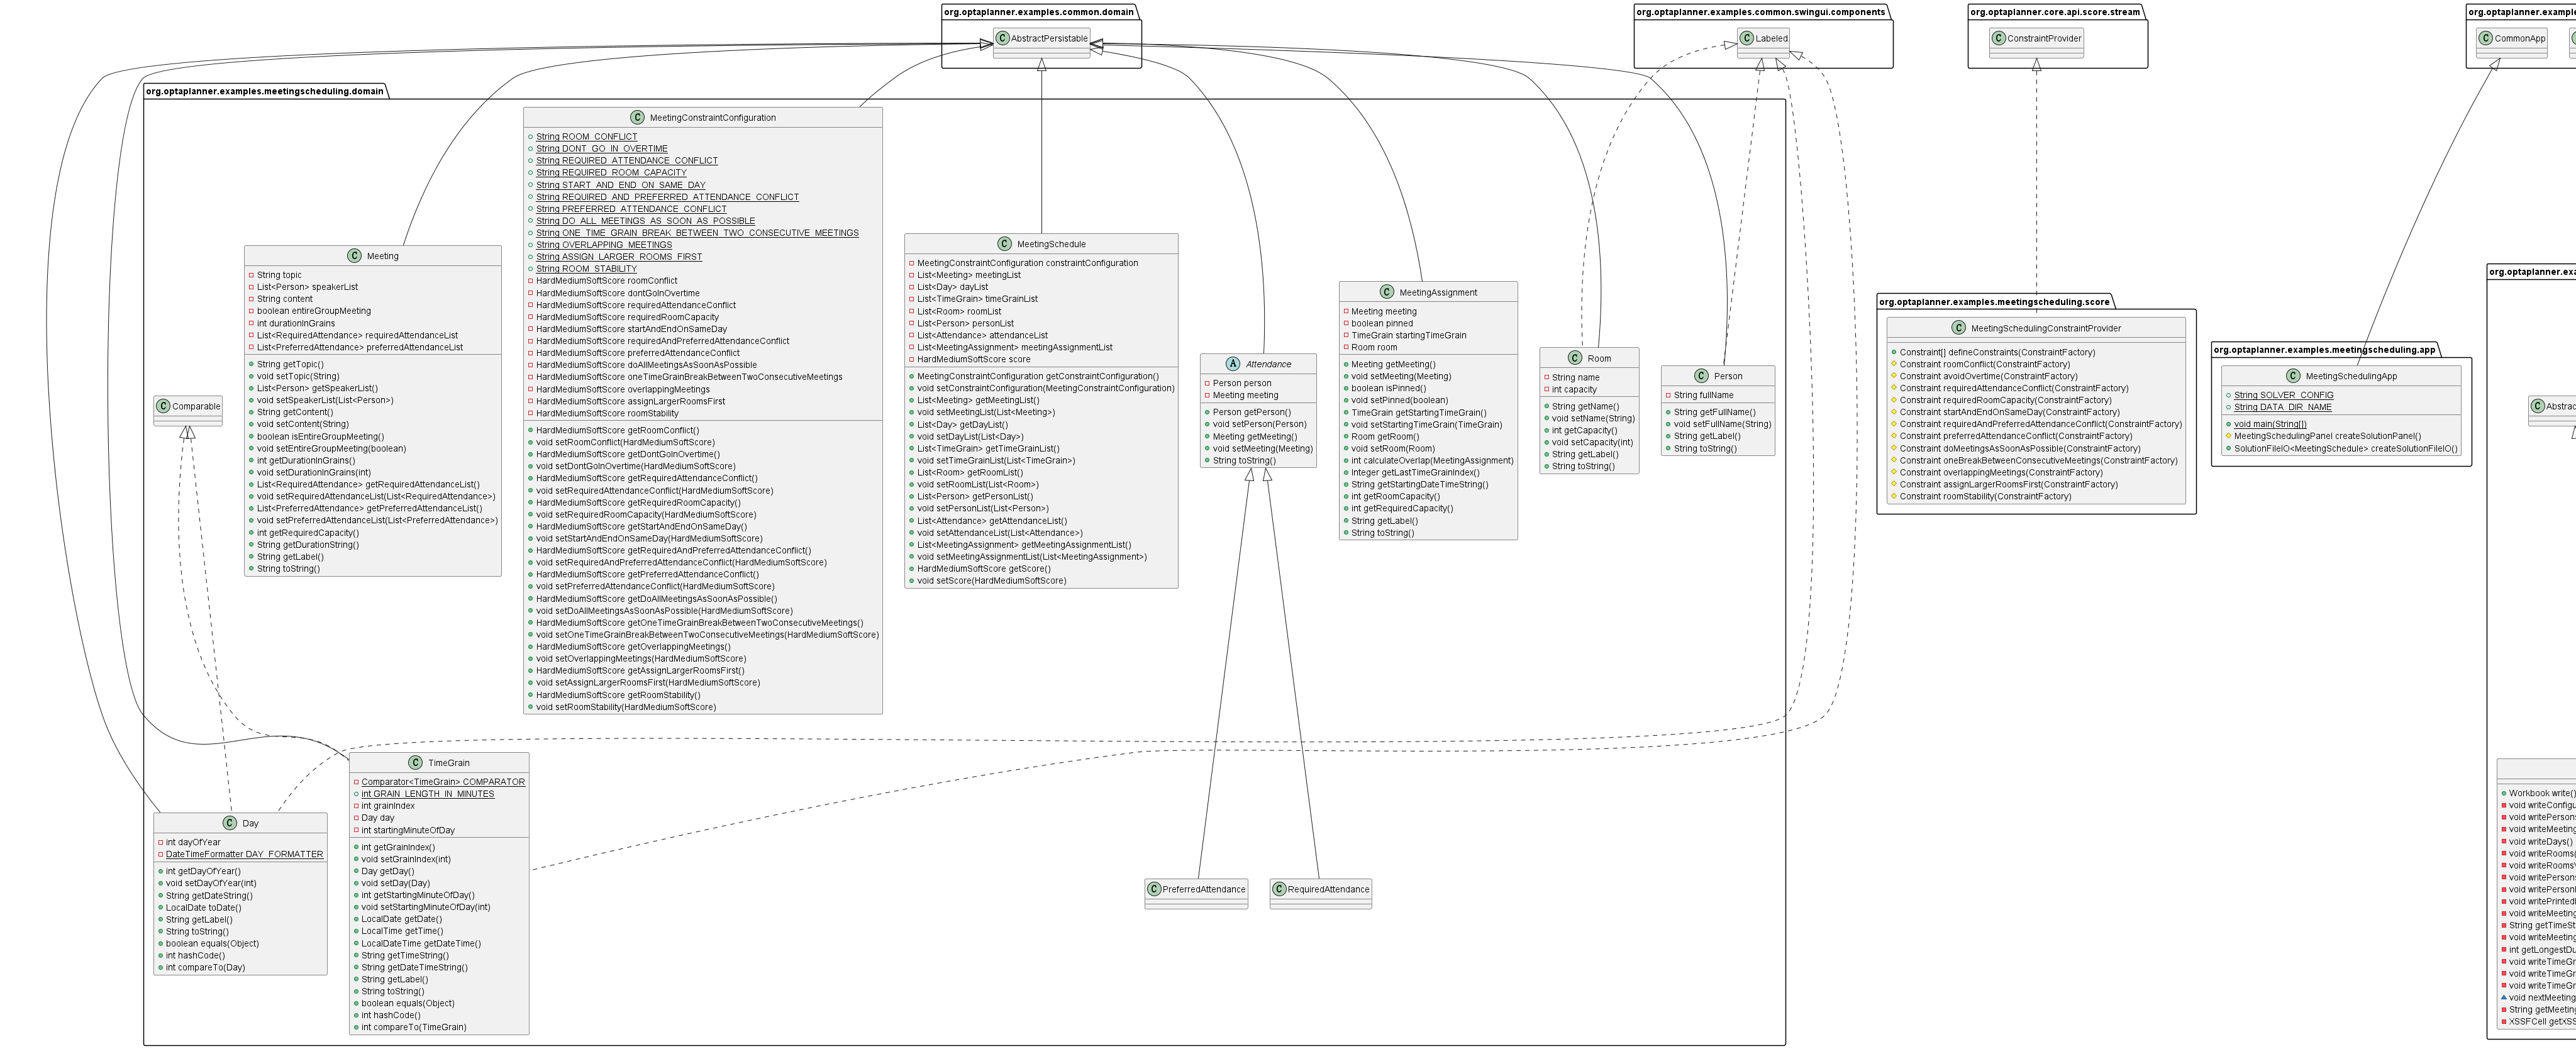 org.optaplanner.examples.common.domain
AbstractPersistable
org.optaplanner.examples.common.swingui.components
Labeled
org.optaplanner.core.api.score.stream
ConstraintProvider
CommonApp
org.optaplanner.examples.meetingscheduling.domain
MeetingConstraintConfiguration
String ROOM_CONFLICT
String DONT_GO_IN_OVERTIME
String REQUIRED_ATTENDANCE_CONFLICT
String REQUIRED_ROOM_CAPACITY
String START_AND_END_ON_SAME_DAY
String REQUIRED_AND_PREFERRED_ATTENDANCE_CONFLICT
String PREFERRED_ATTENDANCE_CONFLICT
String DO_ALL_MEETINGS_AS_SOON_AS_POSSIBLE
String ONE_TIME_GRAIN_BREAK_BETWEEN_TWO_CONSECUTIVE_MEETINGS
String OVERLAPPING_MEETINGS
String ASSIGN_LARGER_ROOMS_FIRST
String ROOM_STABILITY
HardMediumSoftScore roomConflict
HardMediumSoftScore dontGoInOvertime
HardMediumSoftScore requiredAttendanceConflict
HardMediumSoftScore requiredRoomCapacity
HardMediumSoftScore startAndEndOnSameDay
HardMediumSoftScore requiredAndPreferredAttendanceConflict
HardMediumSoftScore preferredAttendanceConflict
HardMediumSoftScore doAllMeetingsAsSoonAsPossible
HardMediumSoftScore oneTimeGrainBreakBetweenTwoConsecutiveMeetings
HardMediumSoftScore overlappingMeetings
HardMediumSoftScore assignLargerRoomsFirst
HardMediumSoftScore roomStability
HardMediumSoftScore getRoomConflict()
void setRoomConflict(HardMediumSoftScore)
HardMediumSoftScore getDontGoInOvertime()
void setDontGoInOvertime(HardMediumSoftScore)
HardMediumSoftScore getRequiredAttendanceConflict()
void setRequiredAttendanceConflict(HardMediumSoftScore)
HardMediumSoftScore getRequiredRoomCapacity()
void setRequiredRoomCapacity(HardMediumSoftScore)
HardMediumSoftScore getStartAndEndOnSameDay()
void setStartAndEndOnSameDay(HardMediumSoftScore)
HardMediumSoftScore getRequiredAndPreferredAttendanceConflict()
void setRequiredAndPreferredAttendanceConflict(HardMediumSoftScore)
HardMediumSoftScore getPreferredAttendanceConflict()
void setPreferredAttendanceConflict(HardMediumSoftScore)
HardMediumSoftScore getDoAllMeetingsAsSoonAsPossible()
void setDoAllMeetingsAsSoonAsPossible(HardMediumSoftScore)
HardMediumSoftScore getOneTimeGrainBreakBetweenTwoConsecutiveMeetings()
void setOneTimeGrainBreakBetweenTwoConsecutiveMeetings(HardMediumSoftScore)
HardMediumSoftScore getOverlappingMeetings()
void setOverlappingMeetings(HardMediumSoftScore)
HardMediumSoftScore getAssignLargerRoomsFirst()
void setAssignLargerRoomsFirst(HardMediumSoftScore)
HardMediumSoftScore getRoomStability()
void setRoomStability(HardMediumSoftScore)
Meeting
String topic
List<Person> speakerList
String content
boolean entireGroupMeeting
int durationInGrains
List<RequiredAttendance> requiredAttendanceList
List<PreferredAttendance> preferredAttendanceList
String getTopic()
void setTopic(String)
List<Person> getSpeakerList()
void setSpeakerList(List<Person>)
String getContent()
void setContent(String)
boolean isEntireGroupMeeting()
void setEntireGroupMeeting(boolean)
int getDurationInGrains()
void setDurationInGrains(int)
List<RequiredAttendance> getRequiredAttendanceList()
void setRequiredAttendanceList(List<RequiredAttendance>)
List<PreferredAttendance> getPreferredAttendanceList()
void setPreferredAttendanceList(List<PreferredAttendance>)
int getRequiredCapacity()
String getDurationString()
String getLabel()
String toString()
MeetingSchedule
MeetingConstraintConfiguration constraintConfiguration
List<Meeting> meetingList
List<Day> dayList
List<TimeGrain> timeGrainList
List<Room> roomList
List<Person> personList
List<Attendance> attendanceList
List<MeetingAssignment> meetingAssignmentList
HardMediumSoftScore score
MeetingConstraintConfiguration getConstraintConfiguration()
void setConstraintConfiguration(MeetingConstraintConfiguration)
List<Meeting> getMeetingList()
void setMeetingList(List<Meeting>)
List<Day> getDayList()
void setDayList(List<Day>)
List<TimeGrain> getTimeGrainList()
void setTimeGrainList(List<TimeGrain>)
List<Room> getRoomList()
void setRoomList(List<Room>)
List<Person> getPersonList()
void setPersonList(List<Person>)
List<Attendance> getAttendanceList()
void setAttendanceList(List<Attendance>)
List<MeetingAssignment> getMeetingAssignmentList()
void setMeetingAssignmentList(List<MeetingAssignment>)
HardMediumSoftScore getScore()
void setScore(HardMediumSoftScore)
Attendance
Person person
Meeting meeting
Person getPerson()
void setPerson(Person)
Meeting getMeeting()
void setMeeting(Meeting)
String toString()
MeetingAssignment
Meeting meeting
boolean pinned
TimeGrain startingTimeGrain
Room room
Meeting getMeeting()
void setMeeting(Meeting)
boolean isPinned()
void setPinned(boolean)
TimeGrain getStartingTimeGrain()
void setStartingTimeGrain(TimeGrain)
Room getRoom()
void setRoom(Room)
int calculateOverlap(MeetingAssignment)
Integer getLastTimeGrainIndex()
String getStartingDateTimeString()
int getRoomCapacity()
int getRequiredCapacity()
String getLabel()
String toString()
Room
String name
int capacity
String getName()
void setName(String)
int getCapacity()
void setCapacity(int)
String getLabel()
String toString()
Person
String fullName
String getFullName()
void setFullName(String)
String getLabel()
String toString()
Comparable
org.optaplanner.examples.meetingscheduling.score
MeetingSchedulingConstraintProvider
Constraint[] defineConstraints(ConstraintFactory)
Constraint roomConflict(ConstraintFactory)
Constraint avoidOvertime(ConstraintFactory)
Constraint requiredAttendanceConflict(ConstraintFactory)
Constraint requiredRoomCapacity(ConstraintFactory)
Constraint startAndEndOnSameDay(ConstraintFactory)
Constraint requiredAndPreferredAttendanceConflict(ConstraintFactory)
Constraint preferredAttendanceConflict(ConstraintFactory)
Constraint doMeetingsAsSoonAsPossible(ConstraintFactory)
Constraint oneBreakBetweenConsecutiveMeetings(ConstraintFactory)
Constraint overlappingMeetings(ConstraintFactory)
Constraint assignLargerRoomsFirst(ConstraintFactory)
Constraint roomStability(ConstraintFactory)
org.optaplanner.examples.meetingscheduling.app
MeetingSchedulingApp
String SOLVER_CONFIG
String DATA_DIR_NAME
void main(String[])
MeetingSchedulingPanel createSolutionPanel()
SolutionFileIO<MeetingSchedule> createSolutionFileIO()
TimeGrain
Comparator<TimeGrain> COMPARATOR
int GRAIN_LENGTH_IN_MINUTES
int grainIndex
Day day
int startingMinuteOfDay
int getGrainIndex()
void setGrainIndex(int)
Day getDay()
void setDay(Day)
int getStartingMinuteOfDay()
void setStartingMinuteOfDay(int)
LocalDate getDate()
LocalTime getTime()
LocalDateTime getDateTime()
String getTimeString()
String getDateTimeString()
String getLabel()
String toString()
boolean equals(Object)
int hashCode()
int compareTo(TimeGrain)
Day
int dayOfYear
DateTimeFormatter DAY_FORMATTER
int getDayOfYear()
void setDayOfYear(int)
String getDateString()
LocalDate toDate()
String getLabel()
String toString()
boolean equals(Object)
int hashCode()
int compareTo(Day)
PreferredAttendance
RequiredAttendance
org.optaplanner.example
org.optaplanner.exa
Abstrac
Workbook write()
void writeConfigu
void writePersons
void writeMeeting
void writeDays()
void writeRooms(
void writeRoomsV
void writePersons
void writePersonl
void writePrintedl
void writeMeeting
String getTimeSt
void writeMeeting
int getLongestDu
void writeTimeGr
void writeTimeGr
void writeTimeGr
void nextMeeting
String getMeeting
XSSFCell getXSS